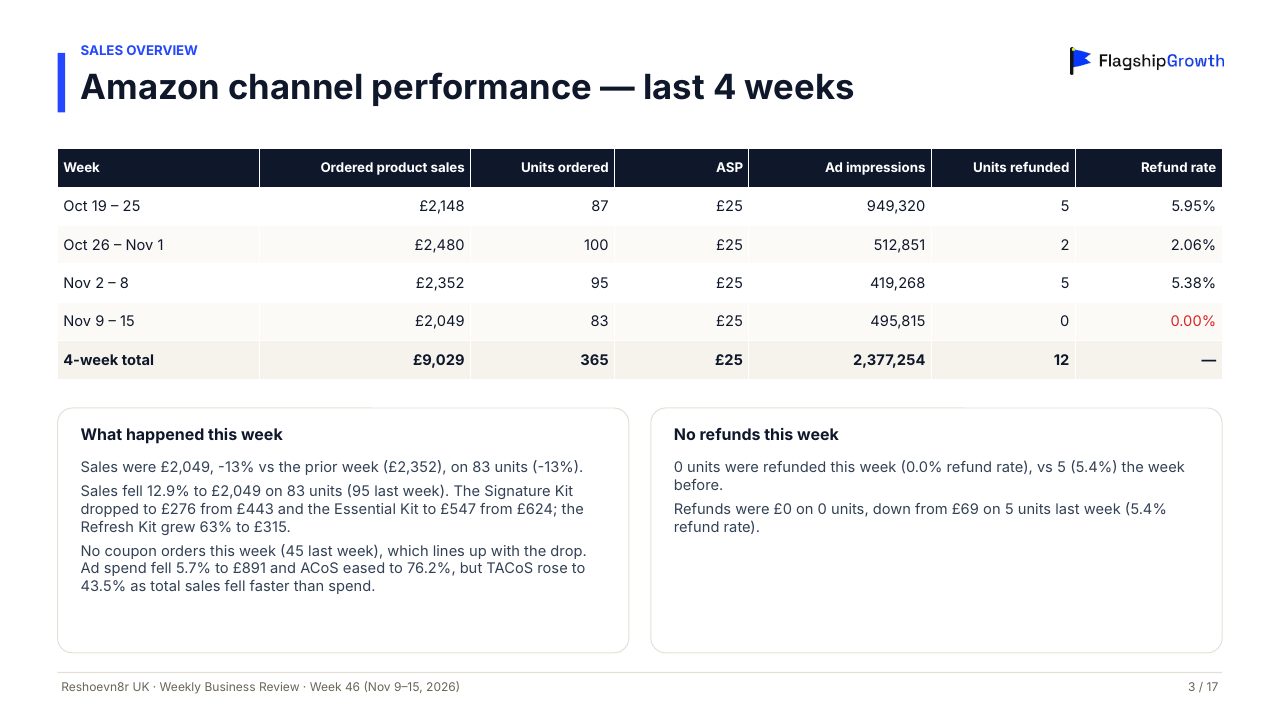 SALES OVERVIEW
Amazon channel performance — last 4 weeks
FlagshipGrowth
Week Ordered product sales Units ordered ASP Ad impressions Units refunded Refund rate
Oct 19 – 25 £2,148 87 £25 949,320 5 5.95%
Oct 26 – Nov 1 £2,480 100 £25 512,851 2 2.06%
Nov 2 – 8 £2,352 95 £25 419,268 5 5.38%
Nov 9 – 15 £2,049 83 £25 495,815 0 0.00%
4-week total £9,029 365 £25 2,377,254 12 —
What happened this week
Sales were £2,049, -13% vs the prior week (£2,352), on 83 units (-13%).
Sales fell 12.9% to £2,049 on 83 units (95 last week). The Signature Kit
dropped to £276 from £443 and the Essential Kit to £547 from £624; the
Refresh Kit grew 63% to £315.
No coupon orders this week (45 last week), which lines up with the drop.
Ad spend fell 5.7% to £891 and ACoS eased to 76.2%, but TACoS rose to
43.5% as total sales fell faster than spend.
No refunds this week
0 units were refunded this week (0.0% refund rate), vs 5 (5.4%) the week
before.
Refunds were £0 on 0 units, down from £69 on 5 units last week (5.4%
refund rate).
Reshoevn8r UK · Weekly Business Review · Week 46 (Nov 9–15, 2026)
3 / 17